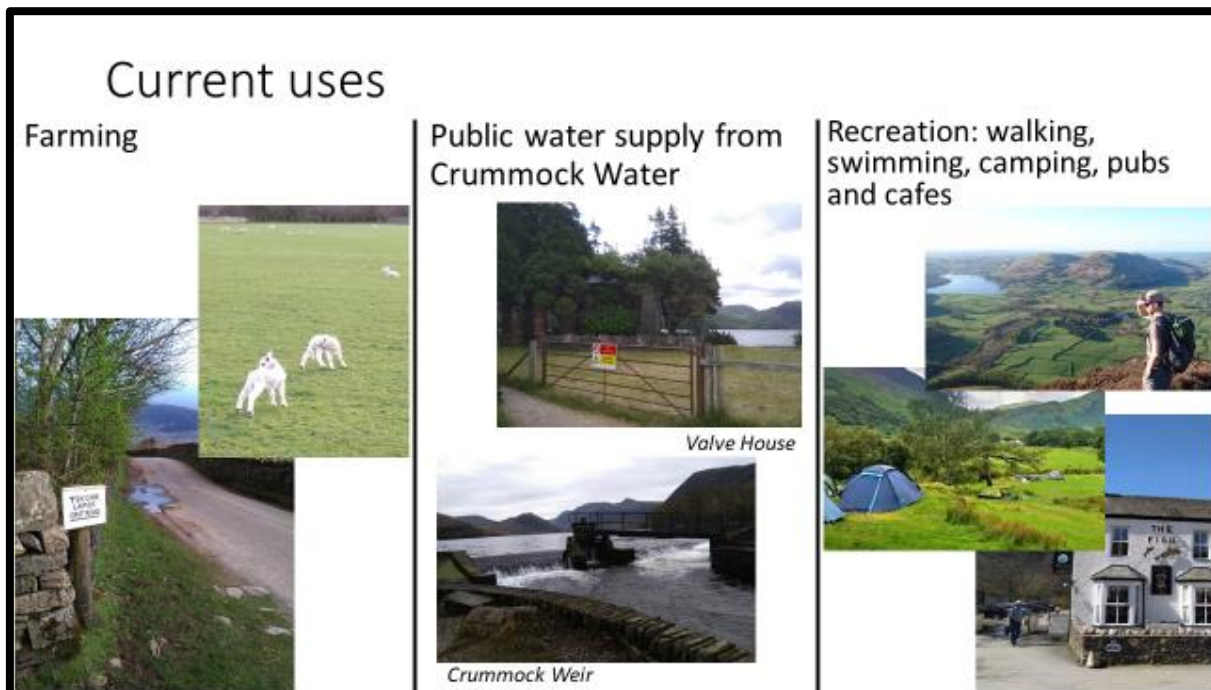 Current uses
Farming
Public water supply from
Crummock Water
Valve House
Crummock Weir
Recreation: walking,
swimming, camping, pubs
and cafes
THE
FISH